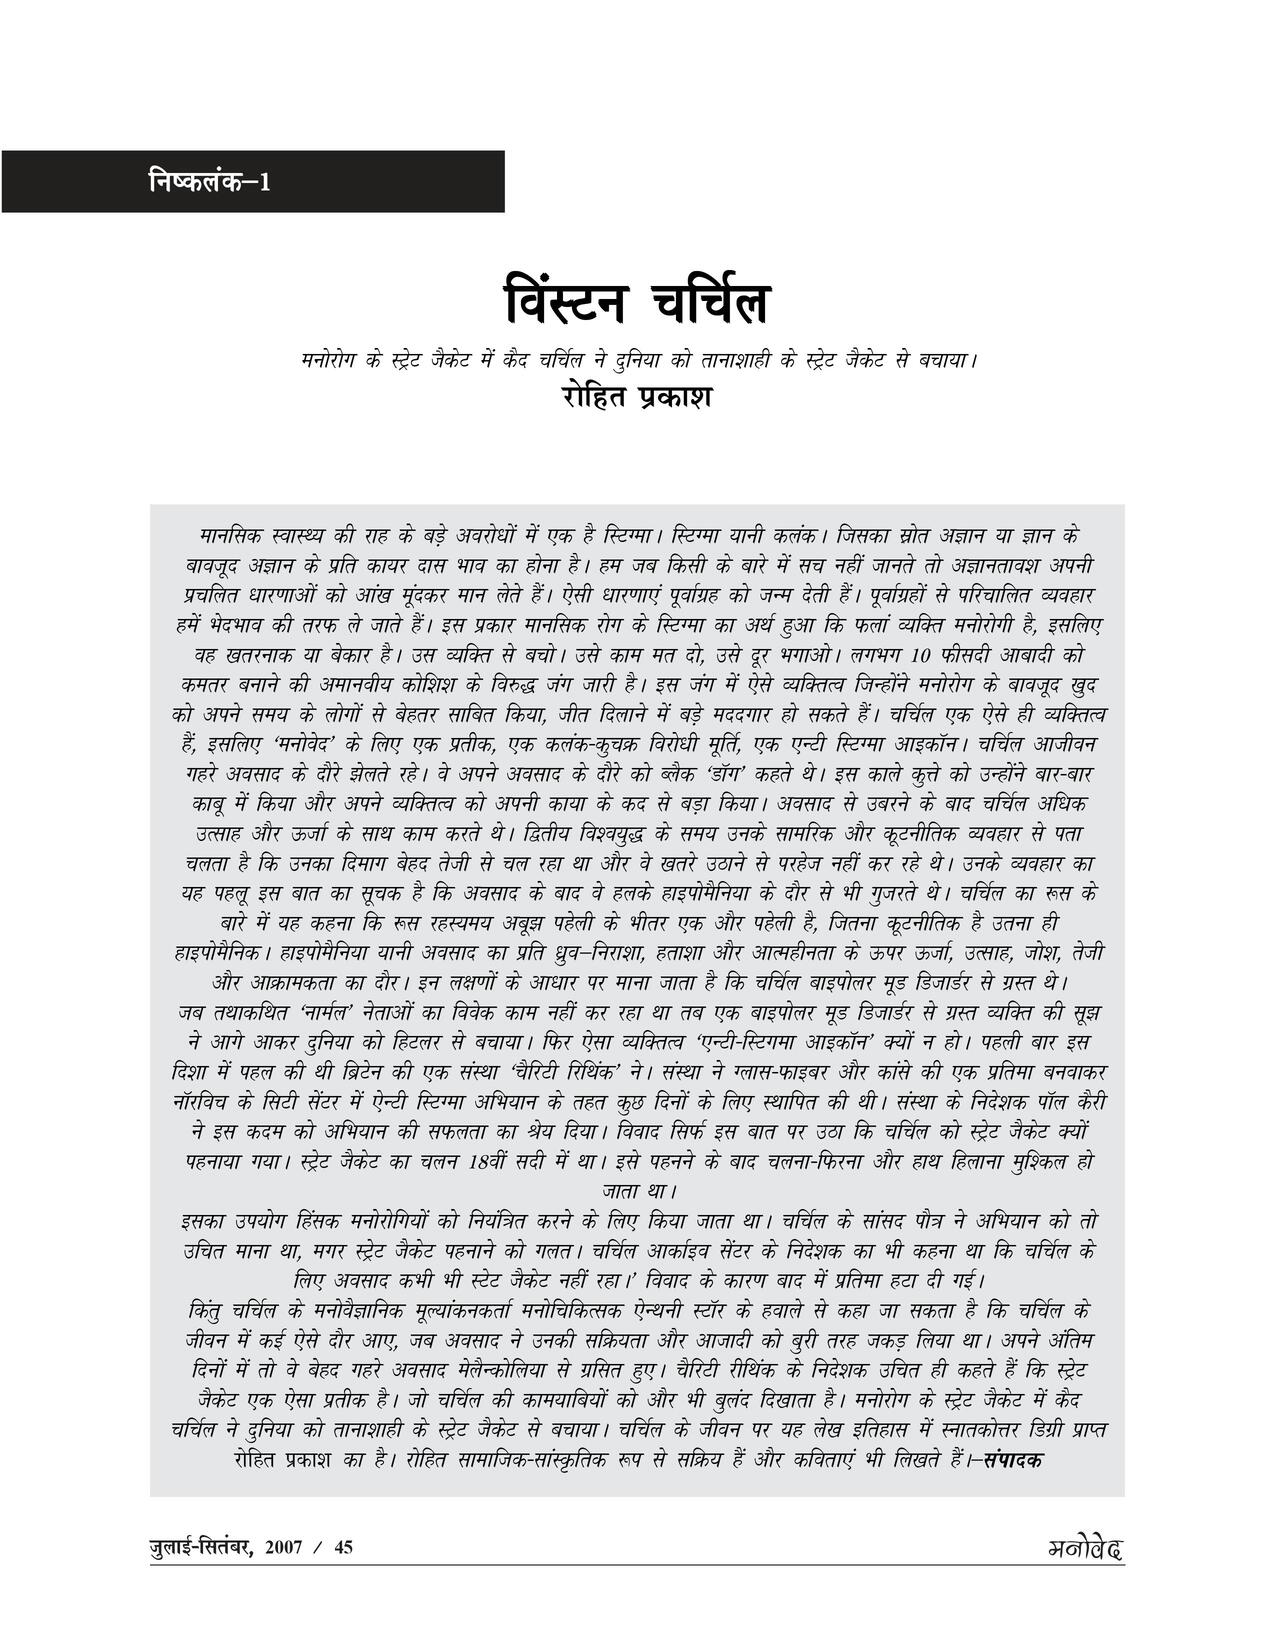 निष्कलंक–1
विंस्टन चर्चिल
मनोरोग के स्ट्रेट जैकेट में कैद चर्चिल ने दुनिया को तानाशाही के स्ट्रेट जैकेट से बचाया।
रोहित प्रकाश
मानसिक स्वास्थ्य की राह के बड़े अवरोधों में एक है स्टिग्मा। स्टिग्मा यानी कलंक। जिसका स्रोत अज्ञान या ज्ञान के
बावजूद अज्ञान के प्रति कायर दास भाव का होना है। हम जब किसी के बारे में सच नहीं जानते तो अज्ञानतावश अपनी
प्रचलित धारणाओं को आंख मूंदकर मान लेते हैं। ऐसी धारणाएं पूर्वाग्रह को जन्म देती हैं। पूर्वाग्रहों से परिचालित व्यवहार
हमें भेदभाव की तरफ ले जाते हैं। इस प्रकार मानसिक रोग के स्टिग्मा का अर्थ हुआ कि फलां व्यक्ति मनोरोगी है, इसलिए
वह खतरनाक या बेकार है। उस व्यक्ति से बचो। उसे काम मत दो, उसे दूर भगाओ। लगभग 10 फीसदी आबादी को
कमतर बनाने की अमानवीय कोशिश के विरुद्ध जंग जारी है। इस जंग में ऐसे व्यक्तित्व जिन्होंने मनोरोग के बावजूद खुद
को अपने समय के लोगों से बेहतर साबित किया, जीत दिलाने में बड़े मददगार हो सकते हैं। चर्चिल एक ऐसे ही व्यक्तित्व
हैं, इसलिए ‘मनोवेद’ के लिए एक प्रतीक, एक कलंक-कुचक्र विरोधी मूर्ति, एक एन्टी स्टिग्मा आइकॉन। चर्चिल आजीवन
गहरे अवसाद के दौरे झेलते रहे। वे अपने अवसाद के दौरे को ब्लैक ‘डॉग’ कहते थे। इस काले कुत्ते को उन्होंने बार-बार
काबू में किया और अपने व्यक्तित्व को अपनी काया के कद से बड़ा किया। अवसाद से उबरने के बाद चर्चिल अधिक
उत्साह और ऊर्जा के साथ काम करते थे। द्वितीय विश्वयुद्ध के समय उनके सामरिक और कूटनीतिक व्यवहार से पता
चलता है कि उनका दिमाग बेहद तेजी से चल रहा था और वे खतरे उठाने से परहेज नहीं कर रहे थे। उनके व्यवहार का
यह पहलू इस बात का सूचक है कि अवसाद के बाद वे हलके हाइपोमैनिया के दौर से भी गुजरते थे। चर्चिल का रूस के
बारे में यह कहना कि रूस रहस्यमय अबूझ पहेली के भीतर एक और पहेली है, जितना कूटनीतिक है उतना ही
हाइपोमैनिक। हाइपोमैनिया यानी अवसाद का प्रति ध्रुव–निराशा, हताशा और आत्महीनता के ऊपर ऊर्जा, उत्साह, जोश, तेजी
और आक्रामकता का दौर। इन लक्षणों के आधार पर माना जाता है कि चर्चिल बाइपोलर मूड डिजार्डर से ग्रस्त थे।
जब तथाकथित ‘नार्मल’ नेताओं का विवेक काम नहीं कर रहा था तब एक बाइपोलर मूड डिजार्डर से ग्रस्त व्यक्ति की सूझ
ने आगे आकर दुनिया को हिटलर से बचाया। फिर ऐसा व्यक्तित्व ‘एन्टी-स्टिगमा आइकॉन’ क्यों न हो। पहली बार इस
दिशा में पहल की थी ब्रिटेन की एक संस्था ‘चैरिटी रिथिंक’ ने। संस्था ने ग्लास-फाइबर और कांसे की एक प्रतिमा बनवाकर
नॉरविच के सिटी सेंटर में ऐन्टी स्टिग्मा अभियान के तहत कुछ दिनों के लिए स्थापित की थी। संस्था के निदेशक पॉल कैरी
ने इस कदम को अभियान की सफलता का श्रेय दिया। विवाद सिर्फ इस बात पर उठा कि चर्चिल को स्ट्रेट जैकेट क्यों
पहनाया गया। स्ट्रेट जैकेट का चलन 18वीं सदी में था। इसे पहनने के बाद चलना-फिरना और हाथ हिलाना मुश्किल हो
जाता था।
इसका उपयोग हिंसक मनोरोगियों को नियंत्रित करने के लिए किया जाता था। चर्चिल के सांसद पौत्र ने अभियान को तो
उचित माना था, मगर स्ट्रेट जैकेट पहनाने को गलत। चर्चिल आर्काइव सेंटर के निदेशक का भी कहना था कि चर्चिल के
लिए अवसाद कभी भी स्टेट जैकेट नहीं रहा।’ विवाद के कारण बाद में प्रतिमा हटा दी गई।
किंतु चर्चिल के मनोवैज्ञानिक मूल्यांकनकर्ता मनोचिकित्सक ऐन्थनी स्टॉर के हवाले से कहा जा सकता है कि चर्चिल के
जीवन में कई ऐसे दौर आए, जब अवसाद ने उनकी सक्रियता और आजादी को बुरी तरह जकड़ लिया था। अपने अंतिम
दिनों में तो वे बेहद गहरे अवसाद मेलैन्कोलिया से ग्रसित हुए। चैरिटी रीथिंक के निदेशक उचित ही कहते हैं कि स्ट्रेट
जैकेट एक ऐसा प्रतीक है। जो चर्चिल की कामयाबियों को और भी बुलंद दिखाता है। मनोरोग के स्ट्रेट जैकेट में कैद
चर्चिल ने दुनिया को तानाशाही के स्ट्रेट जैकेट से बचाया। चर्चिल के जीवन पर यह लेख इतिहास में स्नातकोत्तर डिग्री प्राप्त
रोहित प्रकाश का है। रोहित सामाजिक-सांस्कृतिक रूप से सक्रिय हैं और कविताएं भी लिखते हैं।–संपादक
जुलाई-सितंबर, 2007 / 45
मनोवेद